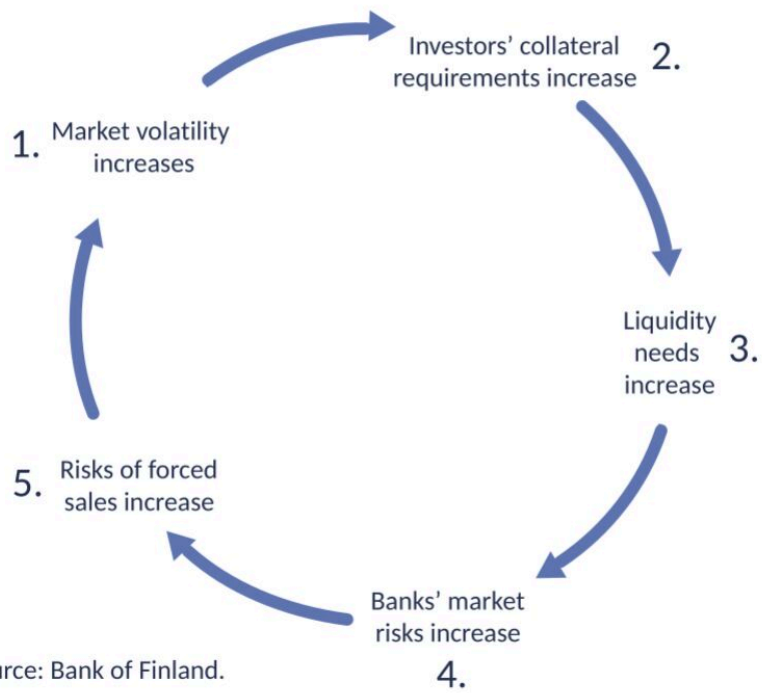 1.
Market volatility
increases
Investors’ collateral
requirements increase
2.
Liquidity
needs
increase
3.
Banks’ market
risks increase
4.
5.
Risks of forced
sales increase
urce: Bank of Finland.